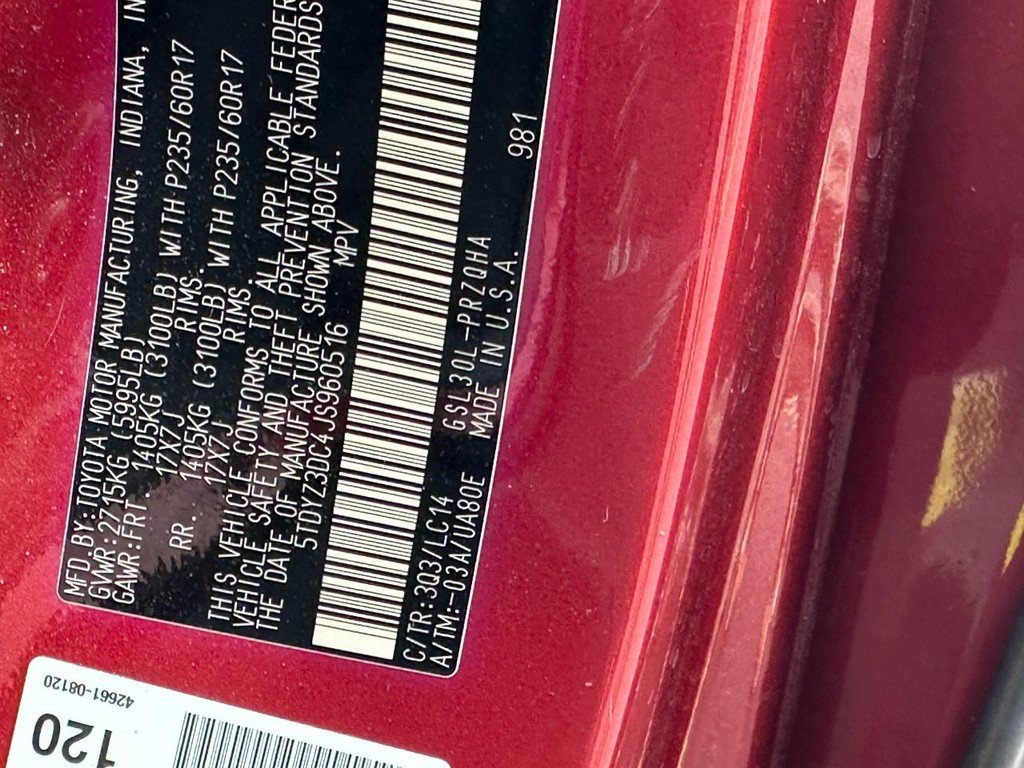 MFD.BY:TOYOTA MOTOR MANUFACTURING, INDIANA, IN
GVWR:2715KG (5995LB)
GAWR:FRT. 1405KG (3100LB) WITH P235/60R17
17X7J RIMS.
RR. 1405KG (3100LB) WITH P235/60R17
17X7J RIMS.
THIS VEHICLE CONFORMS TO ALL APPLICABLE FEDER
VEHICLE SAFETY AND THEFT PREVENTION STANDARDS
THE DATE OF MANUFACTURE SHOWN ABOVE.
5TDYZ3DC4JS960516 MPV
C/TR:3Q3/LC14 GSL30L-PRZQHA 981
A/TM:-03A/UA80E MADE IN U.S.A.
42661-08120
120